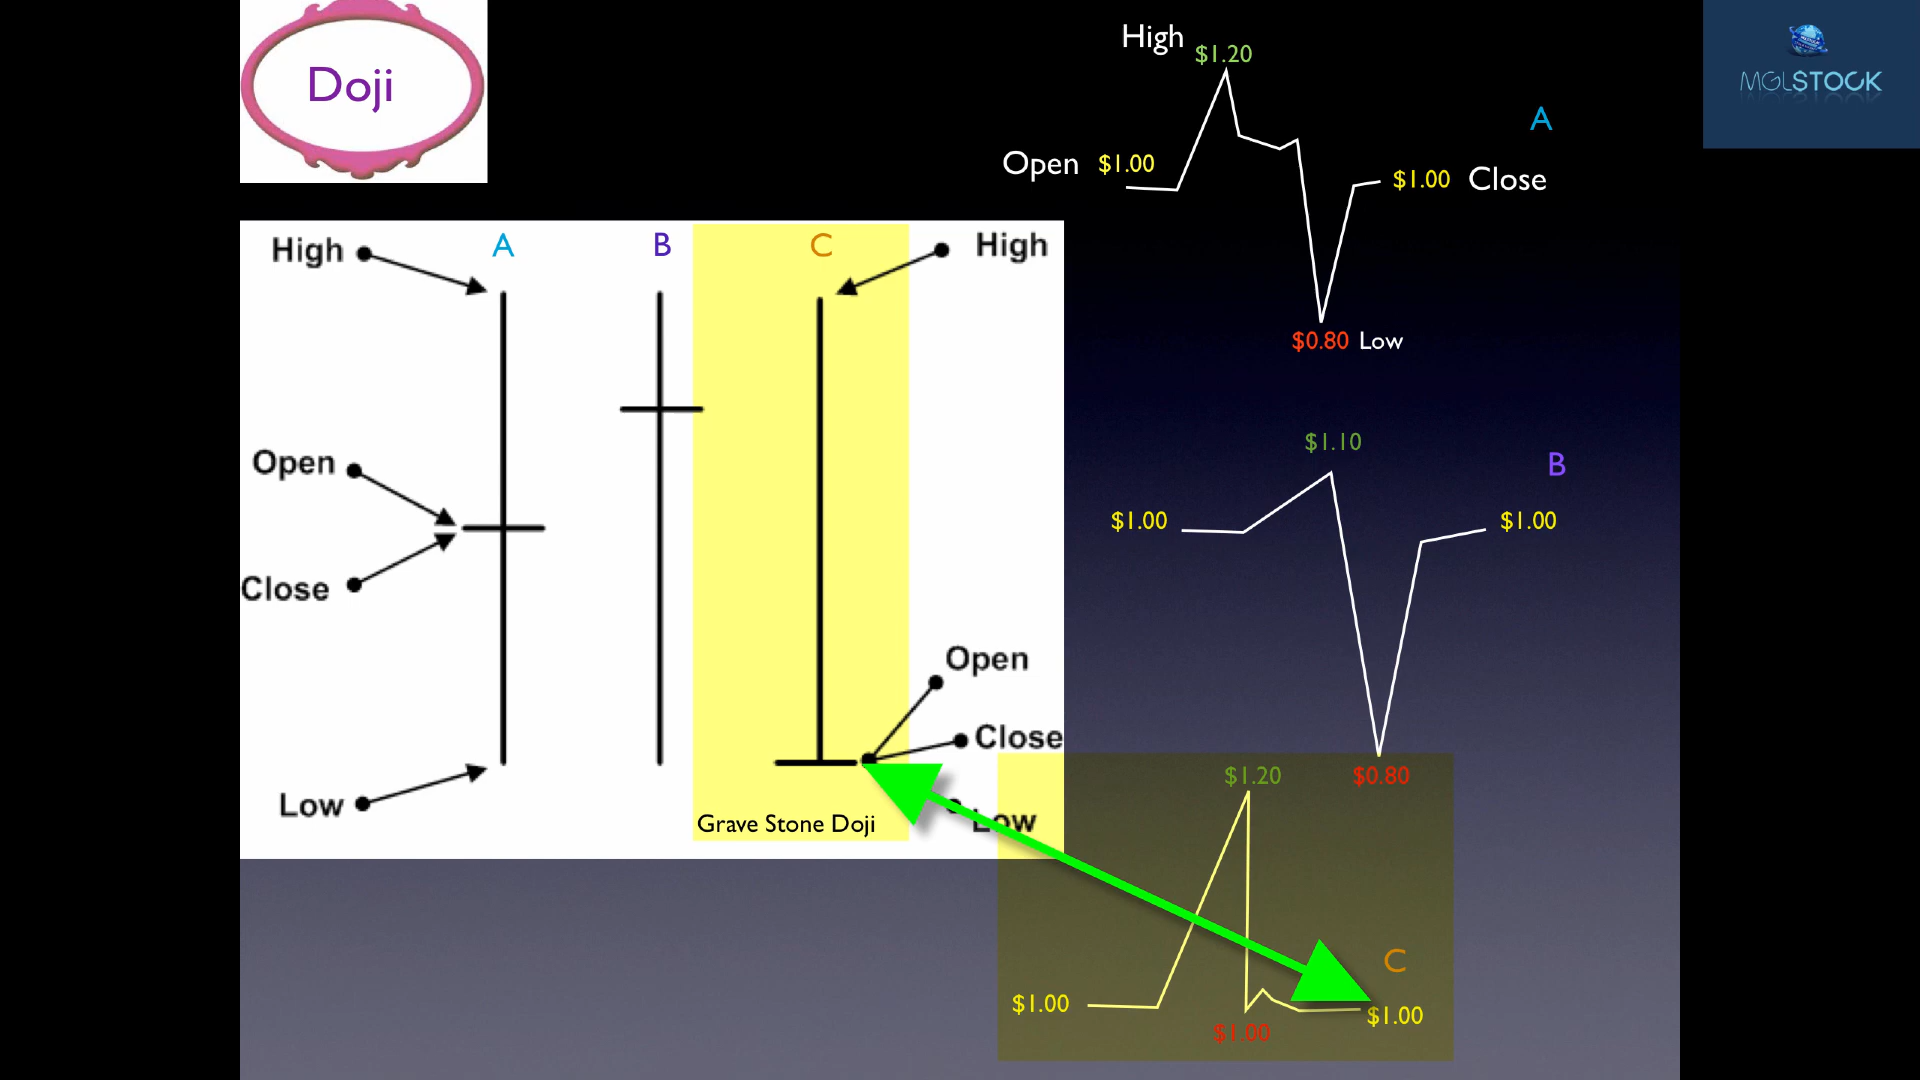 Doji
High
$1.20
MGLSTOCK
A
Open $1.00
$1.00 Close
$0.80 Low
High
A
B
C
High
Open
Close
Low
Open
Close
Low
Grave Stone Doji
$1.10
B
$1.00
$1.00
$0.80
$1.20
C
$1.00
$1.00
$1.00